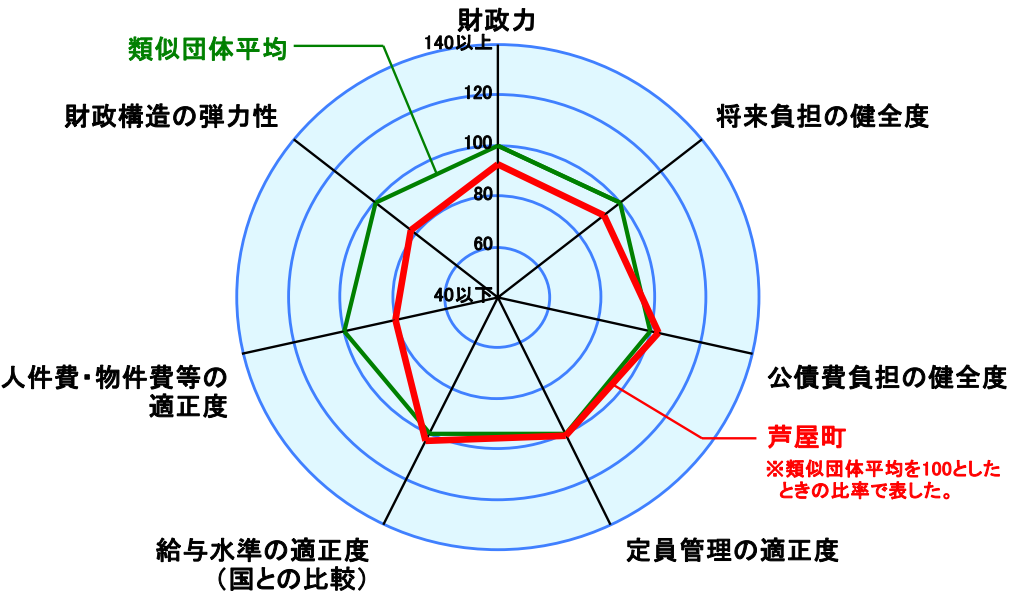 財政力
140以上
類似団体平均
120
財政構造の弾力性
将来負担の健全度
100
80
60
40以下
人件費・物件費等の
適正度
公債費負担の健全度
芦屋町
※類似団体平均を100とした
ときの比率で表した。
給与水準の適正度
（国との比較）
定員管理の適正度